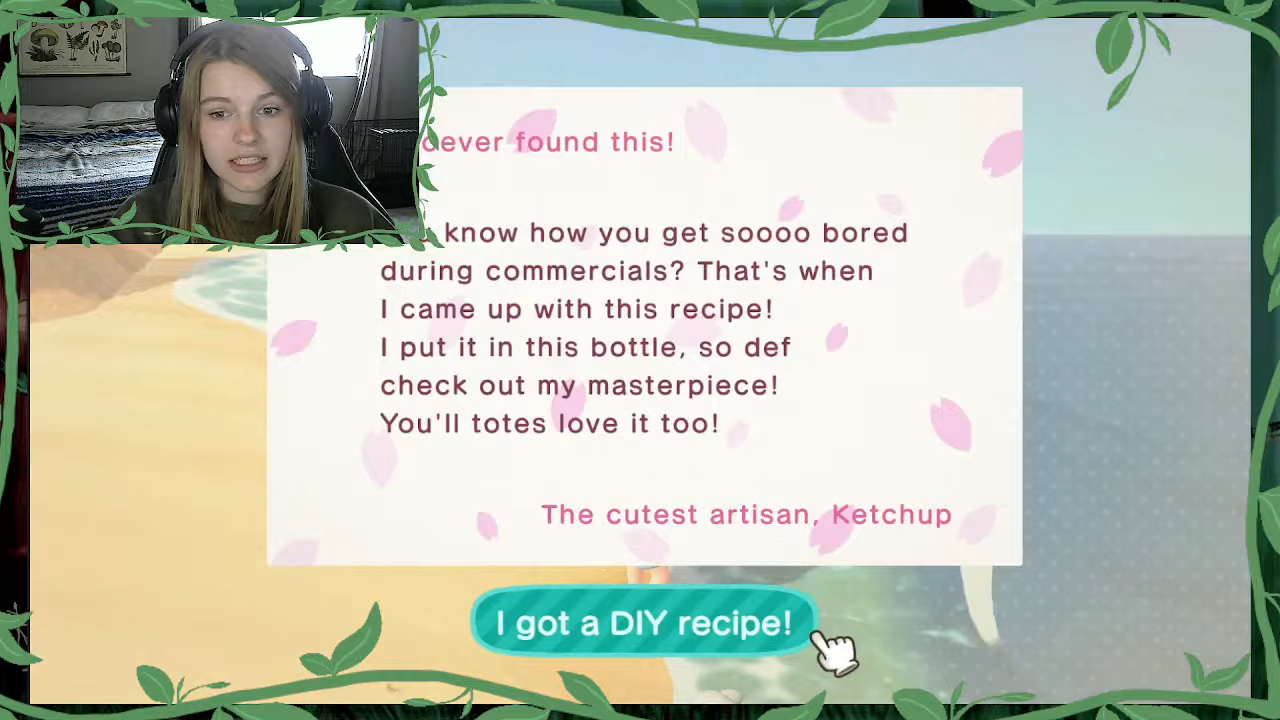 found this!
know how you get soooo bored
during commercials? That's when
I came up with this recipe!
I put it in this bottle, so def
check out my masterpiece!
You'll totes love it too!
The cutest artisan, Ketchup
I got a DIY recipe!